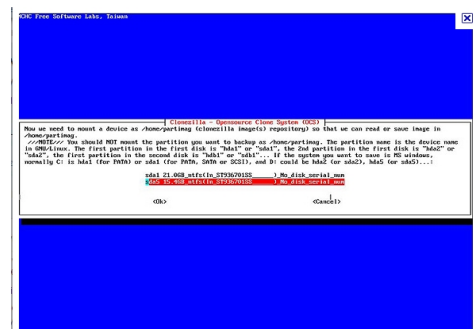 NCHC Free Software Labs, Taiwan
Clonezilla - Opensource Clone System (OCS)
Now we need to mount a device as /home/partimag (clonezilla image(s) repository) so that we can read or save image in
/home/partimag.
///NOTE/// You should NOT mount the partition you want to backup as /home/partimag. The partition name is the device name
in GNU/Linux. The first partition in the first disk is "hda1" or "sda1", the 2nd partition in the first disk is "hda2" or
"sda2", the first partition in the second disk is "hdb1" or "sdb1"... If the system you want to save is MS windows,
normally C: is hda1 (for PATA) or sda1 (for PATA, SATA or SCSI), and D: could be hda2 (or sda2), hda5 (or sda5)...:
sda1 21.0GB_ntfs(In_ST936701SS____)_No_disk_serial_num
sda5 15.4GB_ntfs(In_ST936701SS____)_No_disk_serial_num
<Ok> <Cancel>